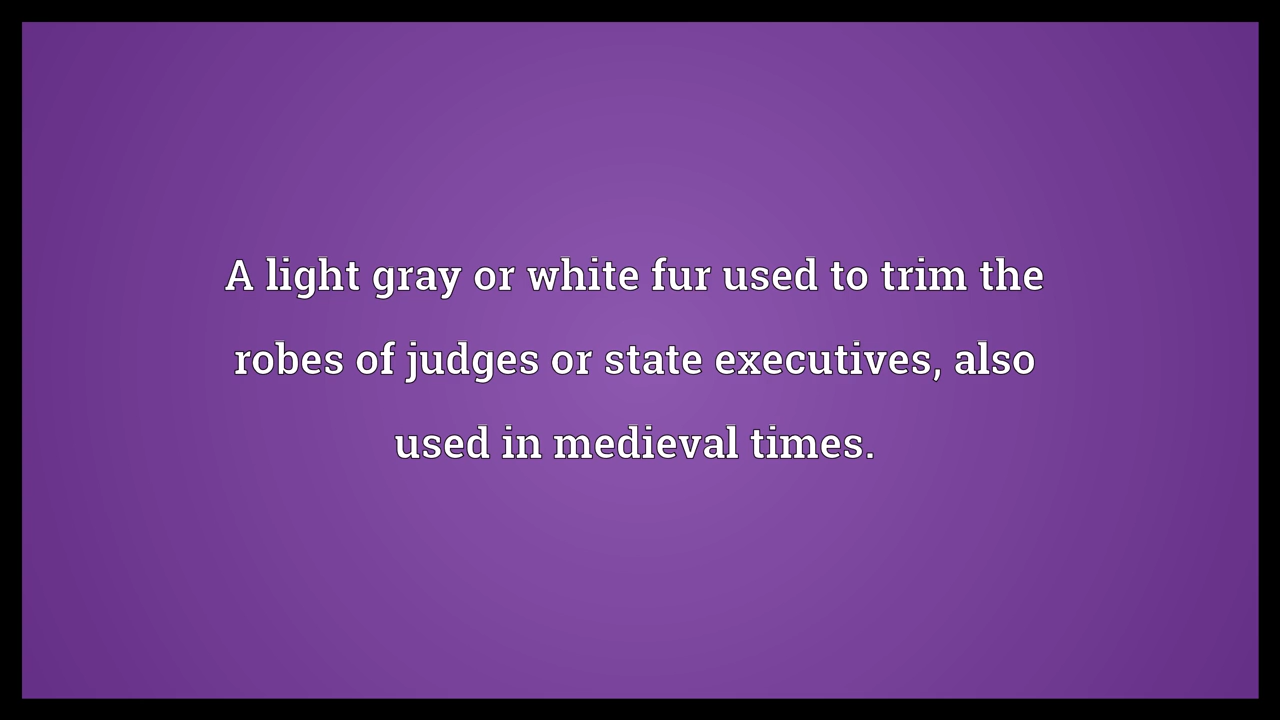 A light gray or white fur used to trim the
robes of judges or state executives, also
used in medieval times.